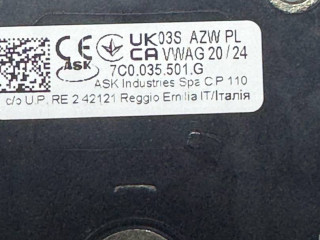 03S AZW PL
CE UK CA VWAG 20/24
ASK 7C0.035.501.G
ASK Industries Spa CP 110
c/o U.P. RE 2 42121 Reggio Emilia IT/Італія